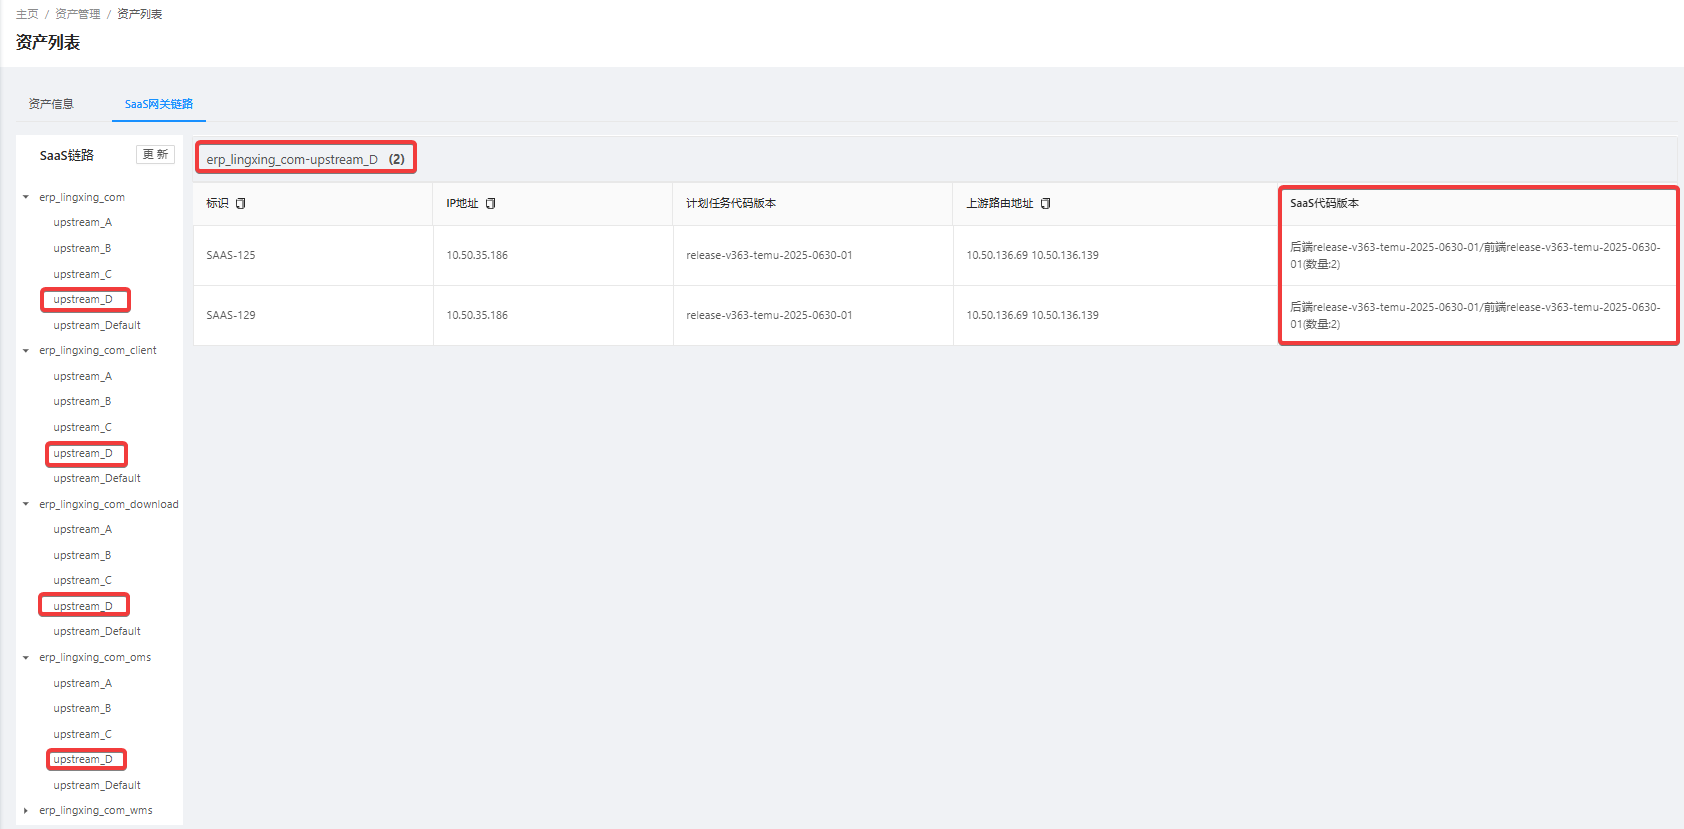 主页 / 资产管理 / 资产列表
资产列表
资产信息
SaaS网关链路
SaaS链路
更 新
erp_lingxing_com
upstream_A
upstream_B
upstream_C
upstream_D
upstream_Default
erp_lingxing_com_client
upstream_A
upstream_B
upstream_C
upstream_D
upstream_Default
erp_lingxing_com_download
upstream_A
upstream_B
upstream_C
upstream_D
upstream_Default
erp_lingxing_com_oms
upstream_A
upstream_B
upstream_C
upstream_D
upstream_Default
erp_lingxing_com_wms
erp_lingxing_com-upstream_D (2)
标识 IP地址 计划任务代码版本 上游路由地址 SaaS代码版本
SAAS-125 10.50.35.186 release-v363-temu-2025-0630-01 10.50.136.69 10.50.136.139 后端release-v363-temu-2025-0630-01/前端release-v363-temu-2025-0630-
01(数量:2)
SAAS-129 10.50.35.186 release-v363-temu-2025-0630-01 10.50.136.69 10.50.136.139 后端release-v363-temu-2025-0630-01/前端release-v363-temu-2025-0630-
01(数量:2)